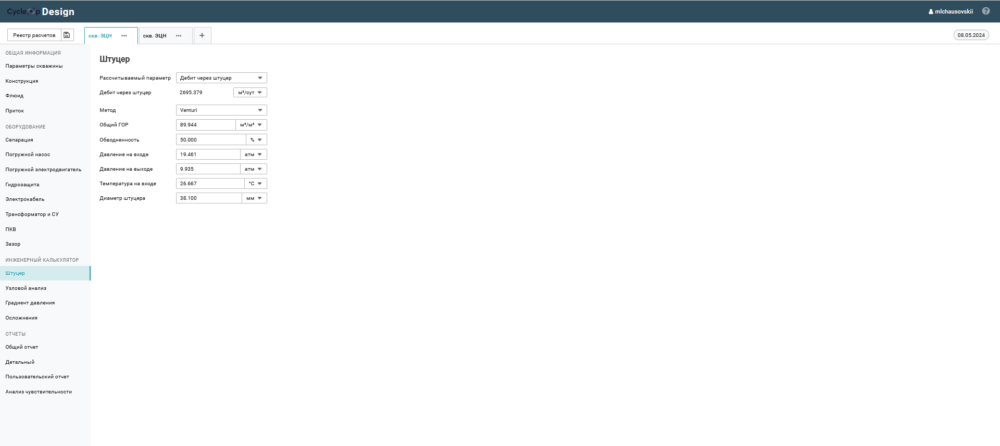 CycleOp Design
mlchausovskii
?
Реестр расчетов
скв. ЭЦН ···
скв. ЭЦН ···
+
08.05.2024
ОБЩАЯ ИНФОРМАЦИЯ
Параметры скважины
Конструкция
Флюид
Приток
ОБОРУДОВАНИЕ
Сепарация
Погружной насос
Погружной электродвигатель
Гидрозащита
Электрокабель
Трансформатор и СУ
ПКВ
Зазор
ИНЖЕНЕРНЫЙ КАЛЬКУЛЯТОР
Штуцер
Узловой анализ
Градиент давления
Осложнения
ОТЧЕТЫ
Общий отчет
Детальный
Пользовательский отчет
Анализ чувствительности
Штуцер
Рассчитываемый параметр Дебит через штуцер
Дебит через штуцер 2695.379 м³/сут
Метод Venturi
Общий ГОР 89.944 м³/м³
Обводненность 50.000 %
Давление на входе 19.461 атм
Давление на выходе 9.935 атм
Температура на входе 26.667 °C
Диаметр штуцера 38.100 мм